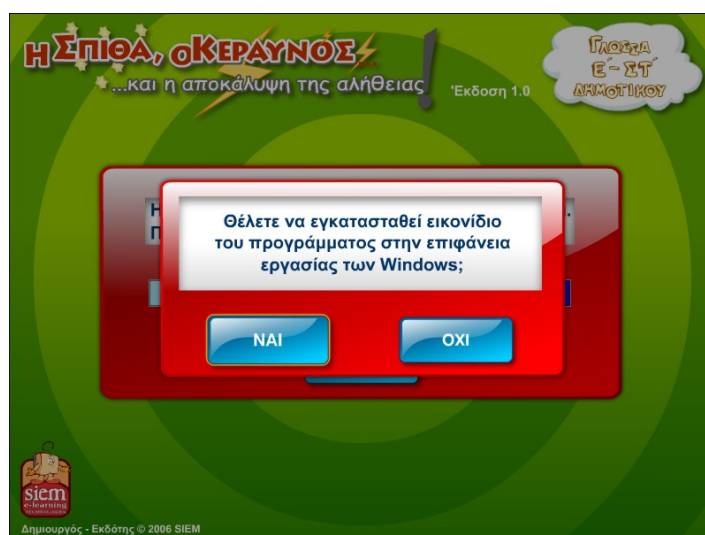 Η ΣΠΙΘΑ, Ο ΚΕΡΑΥΝΟΣ
...και η αποκάλυψη της αλήθειας!
Έκδοση 1.0
ΓΛΩΣΣΑ
Ε΄- ΣΤ΄
ΔΗΜΟΤΙΚΟΥ
Θέλετε να εγκατασταθεί εικονίδιο
του προγράμματος στην επιφάνεια
εργασίας των Windows;
ΝΑΙ
ΟΧΙ
siem
e-learning
Δημιουργός - Εκδότης © 2006 SIEM